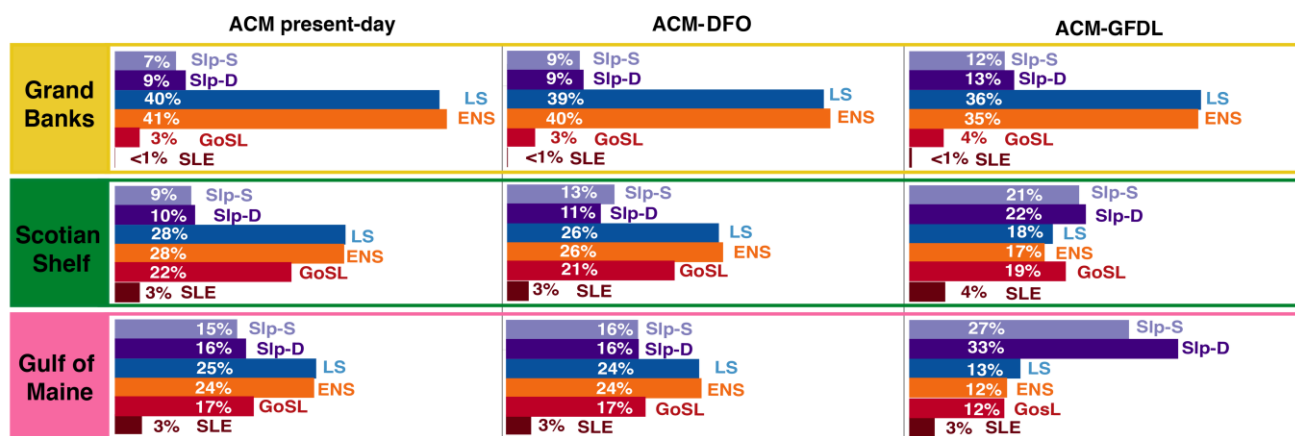 ACM present-day ACM-DFO ACM-GFDL
Grand Banks
7% Slp-S
9% Slp-D
40% LS
41% ENS
3% GoSL
<1% SLE
9% Slp-S
9% Slp-D
39% LS
40% ENS
3% GoSL
<1% SLE
12% Slp-S
13% Slp-D
36% LS
35% ENS
4% GoSL
<1% SLE
Scotian Shelf
9% Slp-S
10% Slp-D
28% LS
28% ENS
22% GoSL
3% SLE
13% Slp-S
11% Slp-D
26% LS
26% ENS
21% GoSL
3% SLE
21% Slp-S
22% Slp-D
18% LS
17% ENS
19% GoSL
4% SLE
Gulf of Maine
15% Slp-S
16% Slp-D
25% LS
24% ENS
17% GoSL
3% SLE
16% Slp-S
16% Slp-D
24% LS
24% ENS
17% GoSL
3% SLE
27% Slp-S
33% Slp-D
13% LS
12% ENS
12% GosL
3% SLE